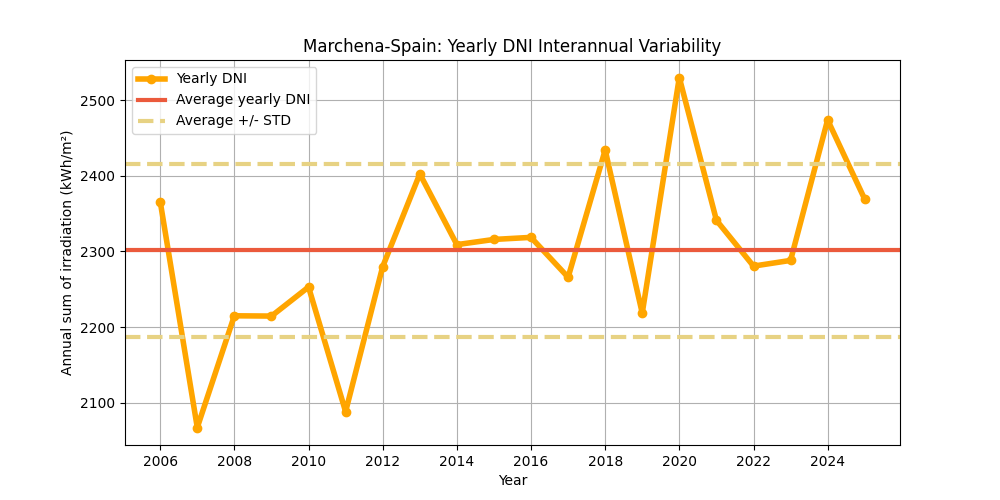 Marchena-Spain: Yearly DNI Interannual Variability
Yearly DNI
Average yearly DNI
Average +/- STD
Annual sum of irradiation (kWh/m²)
2500
2400
2300
2200
2100
2006 2008 2010 2012 2014 2016 2018 2020 2022 2024
Year